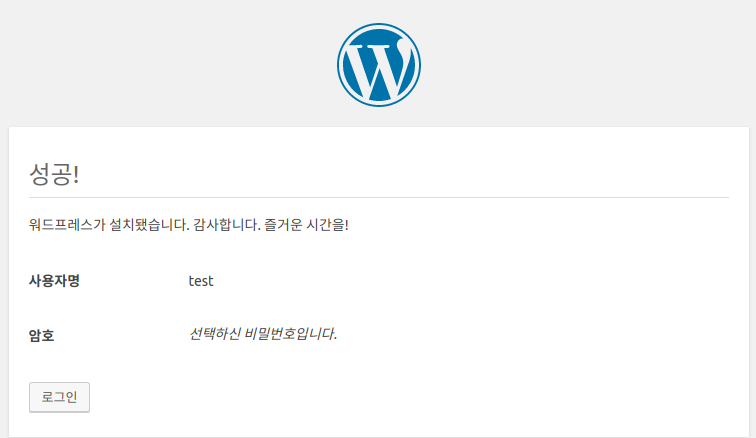 성공!
워드프레스가 설치됐습니다. 감사합니다. 즐거운 시간을!
사용자명 test
암호 선택하신 비밀번호입니다.
로그인